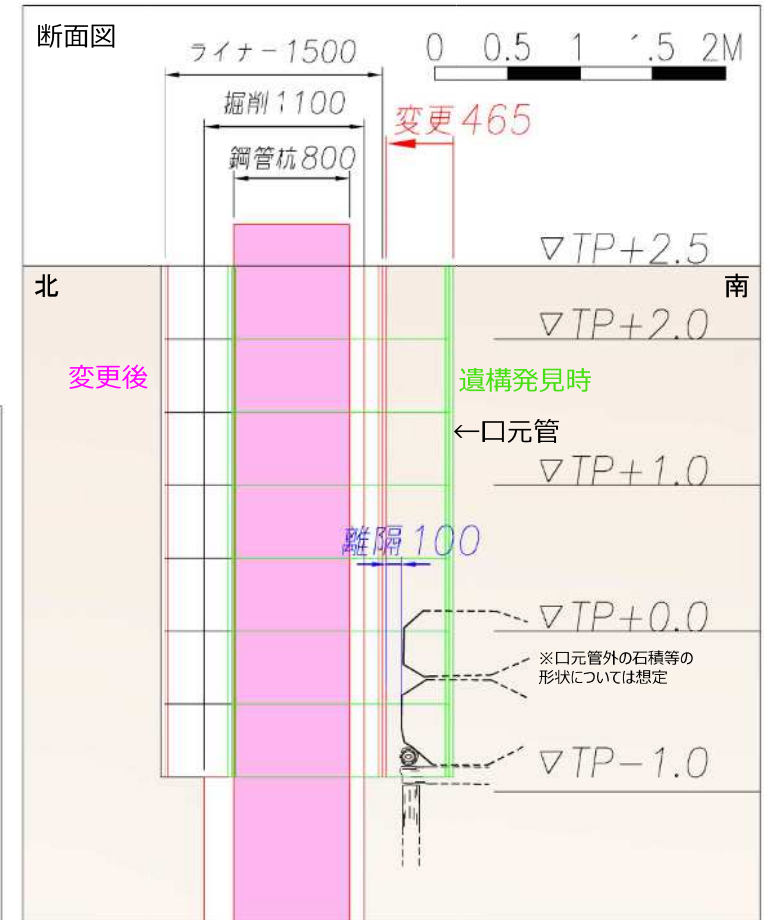 断面図
ライナー1500
0 0.5 1 1.5 2M
掘削1100
変更465
鋼管杭800
▽TP+2.5
北
南
▽TP+2.0
変更後
遺構発見時
←口元管
▽TP+1.0
離隔100
▽TP+0.0
※口元管外の石積等の
形状については想定
▽TP-1.0